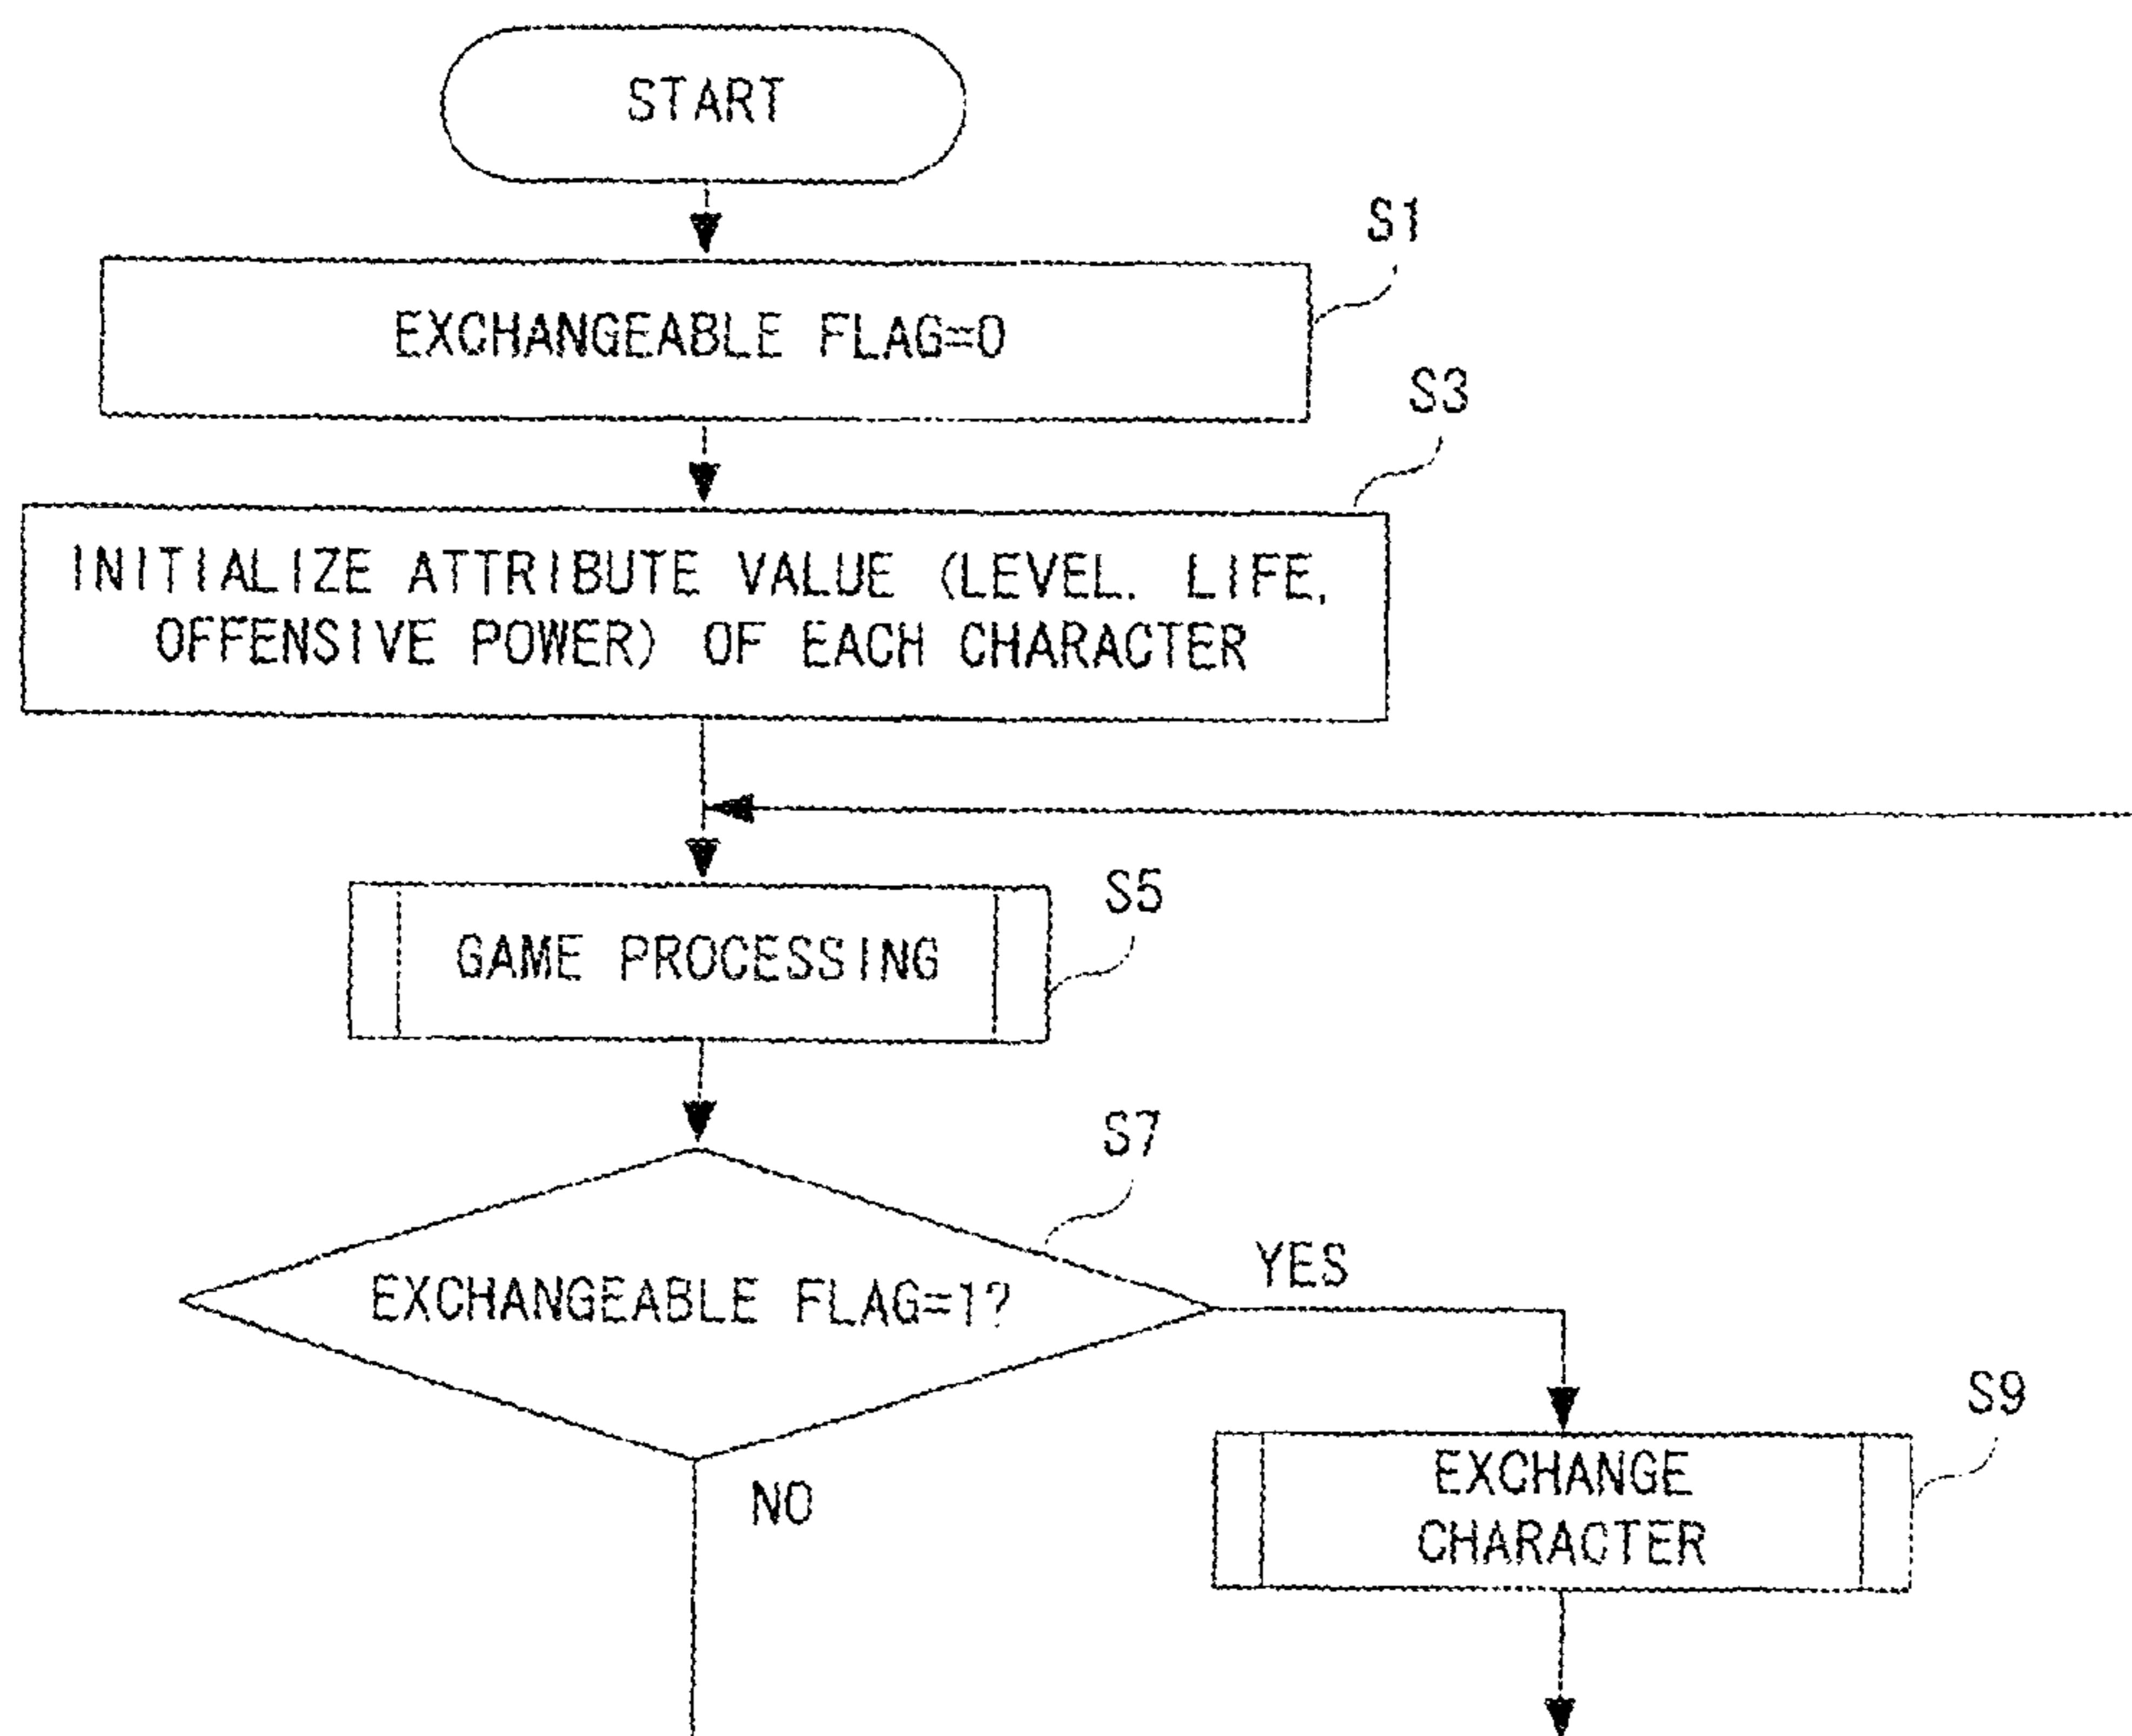 START
S1
EXCHANGEABLE FLAG=0
S3
INITIALIZE ATTRIBUTE VALUE (LEVEL. LIFE,
OFFENSIVE POWER) OF EACH CHARACTER
S5
GAME PROCESSING
S7
EXCHANGEABLE FLAG=1?
YES
S9
EXCHANGE
CHARACTER
NO